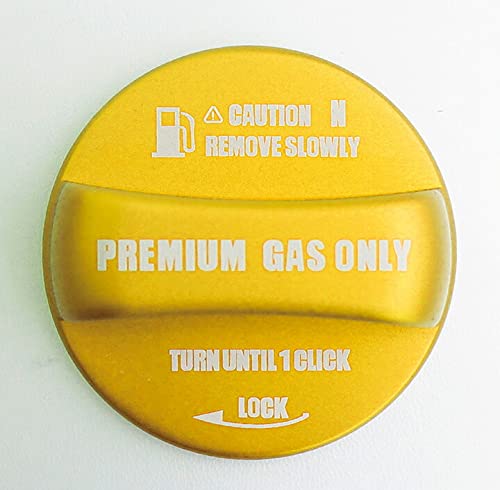 ⚠ CAUTION N
REMOVE SLOWLY
PREMIUM GAS ONLY
TURN UNTIL 1 CLICK
LOCK